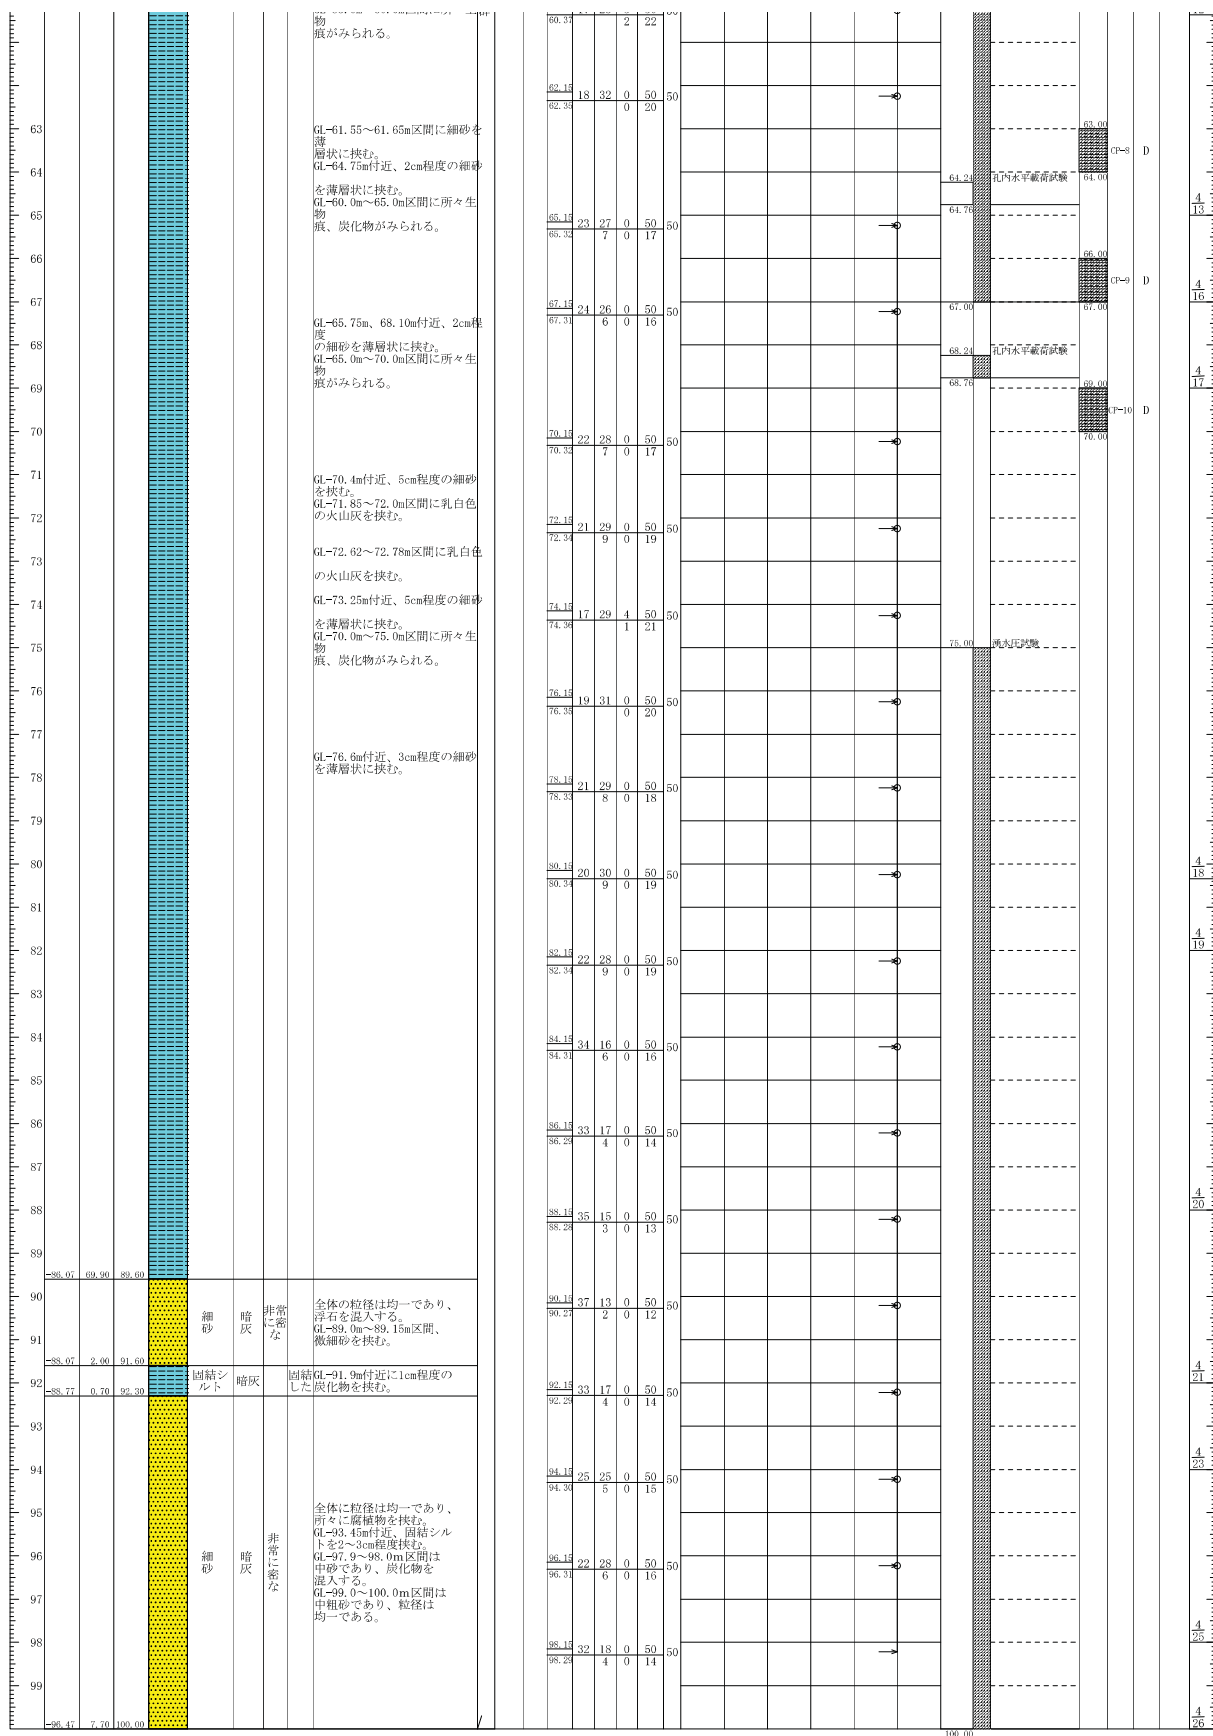 物
痕がみられる。
GL-61.55～61.65m区間に細砂を
薄
層状に挟む。
GL-64.75m付近、2cm程度の細砂
を薄層状に挟む。
GL-60.0m～65.0m区間に所々生
物
痕、炭化物がみられる。
GL-65.75m、68.10m付近、2cm程
度
の細砂を薄層状に挟む。
GL-65.0m～70.0m区間に所々生
物
痕がみられる。
GL-70.4m付近、5cm程度の細砂
を挟む。
GL-71.85～72.0m区間に乳白色
の火山灰を挟む。
GL-72.62～72.78m区間に乳白色
の火山灰を挟む。
GL-73.25m付近、5cm程度の細砂
を薄層状に挟む。
GL-70.0m～75.0m区間に所々生
物
痕、炭化物がみられる。
GL-76.6m付近、3cm程度の細砂
を薄層状に挟む。
63
64
65
66
67
68
69
70
71
72
73
74
75
76
77
78
79
80
81
82
83
84
85
86
87
88
89
-86.07 69.90 89.60
90
91
細砂 暗灰 非常に密な
全体の粒径は均一であり、
浮石を混入する。
GL-89.0m～89.15m区間、
微細砂を挟む。
-88.07 2.00 91.60
92
固結シルト 暗灰 固結した
GL-91.9m付近に1cm程度の
炭化物を挟む。
-88.77 0.70 92.30
93
94
95
96
97
98
99
細砂 暗灰 非常に密な
全体に粒径は均一であり、
所々に腐植物を挟む。
GL-93.45m付近、固結シル
トを2～3cm程度挟む。
GL-97.9～98.0m区間は
中砂であり、炭化物を
混入する。
GL-99.0～100.0m区間は
中粗砂であり、粒径は
均一である。
-96.47 7.70 100.00
60.37 2 22
62.15 18 32 0 50 50
62.35 0 20
65.15 23 27 0 50 50
65.32 7 0 17
67.15 24 26 0 50 50
67.31 6 0 16
70.15 22 28 0 50 50
70.32 7 0 17
72.15 21 29 0 50 50
72.34 9 0 19
74.15 17 29 4 50 50
74.36 1 21
76.15 19 31 0 50 50
76.35 0 20
78.15 21 29 0 50 50
78.33 8 0 18
80.15 20 30 0 50 50
80.34 9 0 19
82.15 22 28 0 50 50
82.34 9 0 19
84.15 34 16 0 50 50
84.31 6 0 16
86.15 33 17 0 50 50
86.29 4 0 14
88.15 35 15 0 50 50
88.28 3 0 13
90.15 37 13 0 50 50
90.27 2 0 12
92.15 33 17 0 50 50
92.29 4 0 14
94.15 25 25 0 50 50
94.30 5 0 15
96.15 22 28 0 50 50
96.31 6 0 16
98.15 32 18 0 50 50
98.29 4 0 14
64.24 孔内水平載荷試験
64.76
67.00
68.24 孔内水平載荷試験
68.76
75.00 湧水圧試験
100.00
63.00
CP-8 D
64.00
66.00
CP-9 D
67.00
69.00
CP-10 D
70.00
4
13
4
16
4
17
4
18
4
19
4
20
4
21
4
23
4
25
4
26